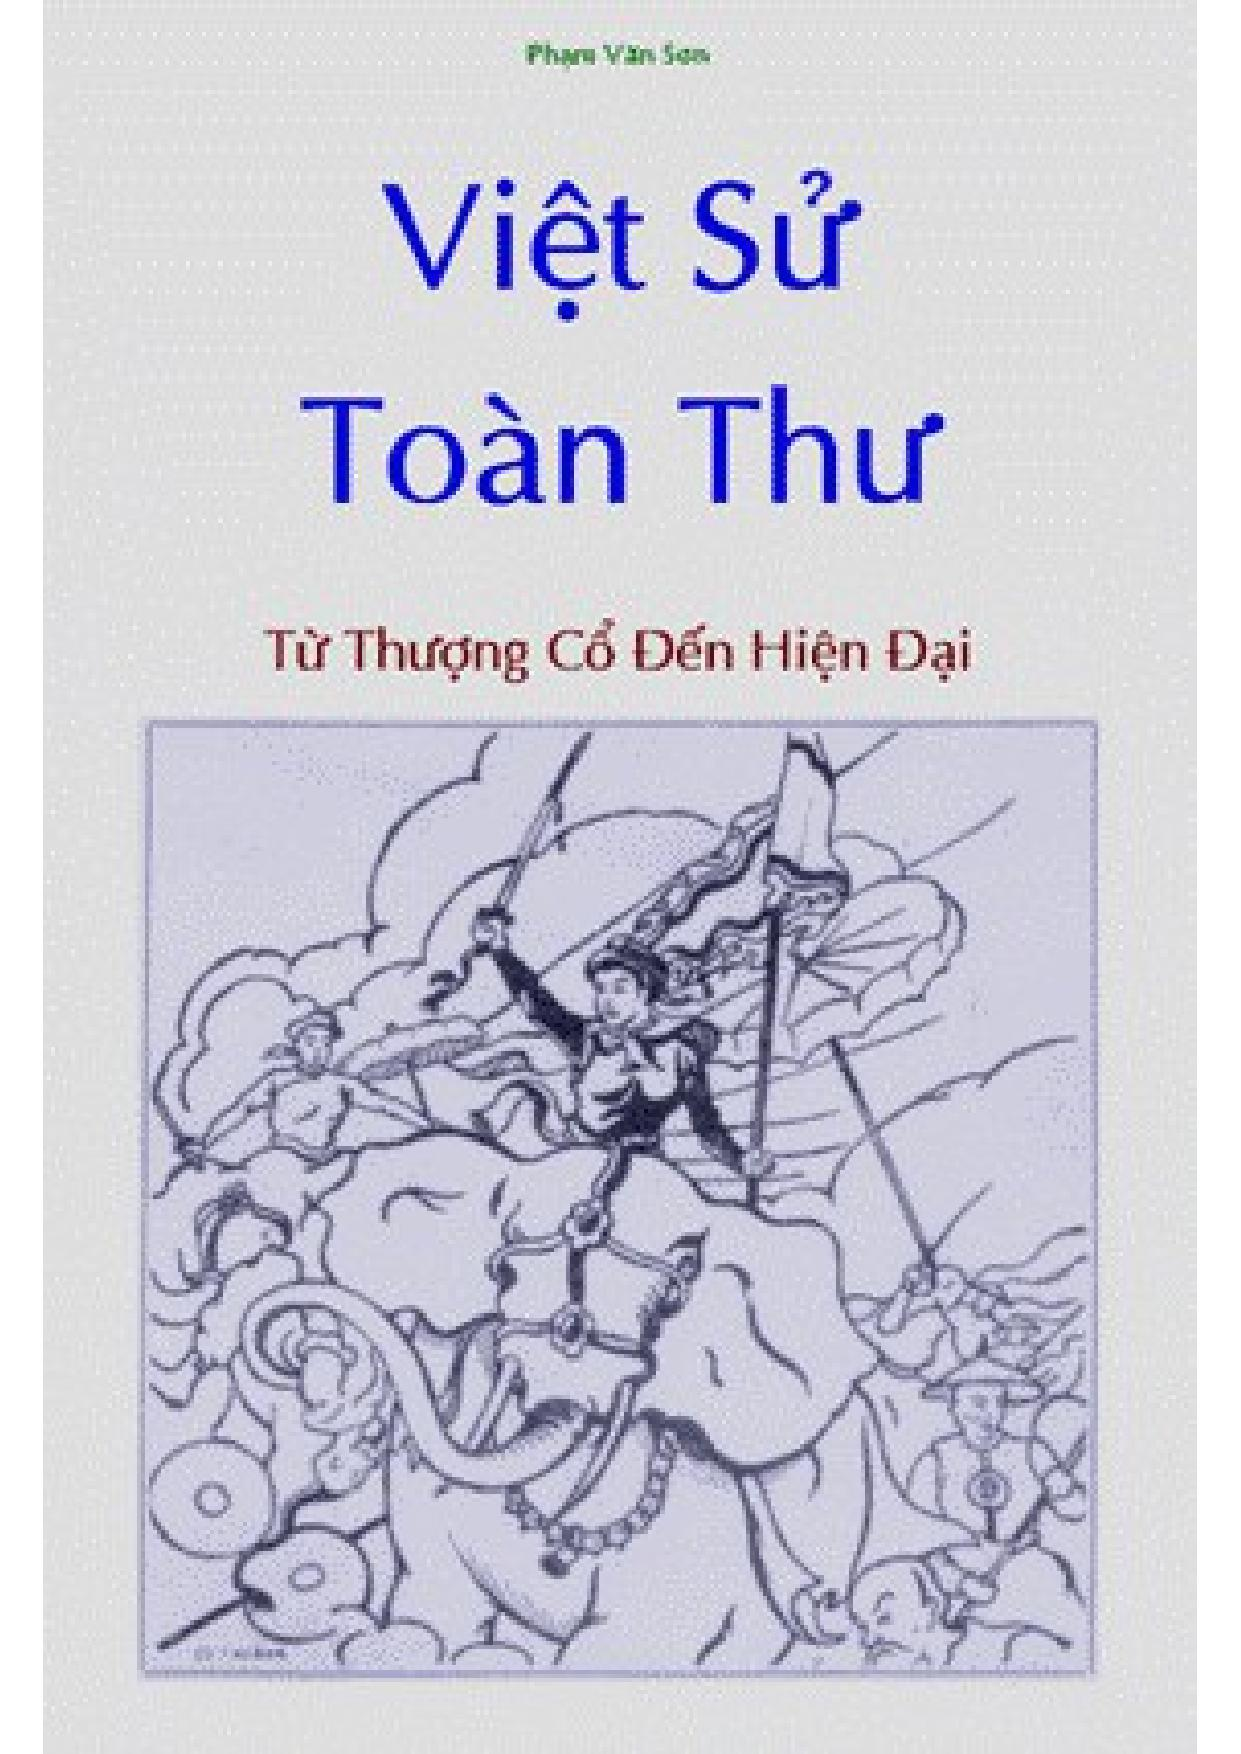 Phạm Văn Sơn
Việt Sử
Toàn Thư
Từ Thượng Cổ Đến Hiện Đại